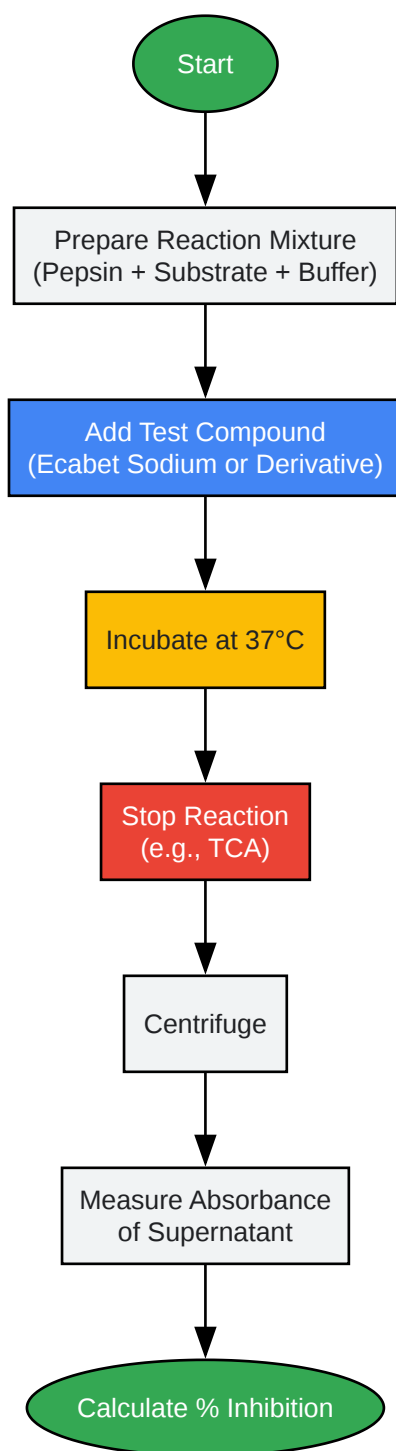 Start
Prepare Reaction Mixture
(Pepsin + Substrate + Buffer)
Add Test Compound
(Ecabet Sodium or Derivative)
Incubate at 37°C
Stop Reaction
(e.g., TCA)
Centrifuge
Measure Absorbance
of Supernatant
Calculate % Inhibition